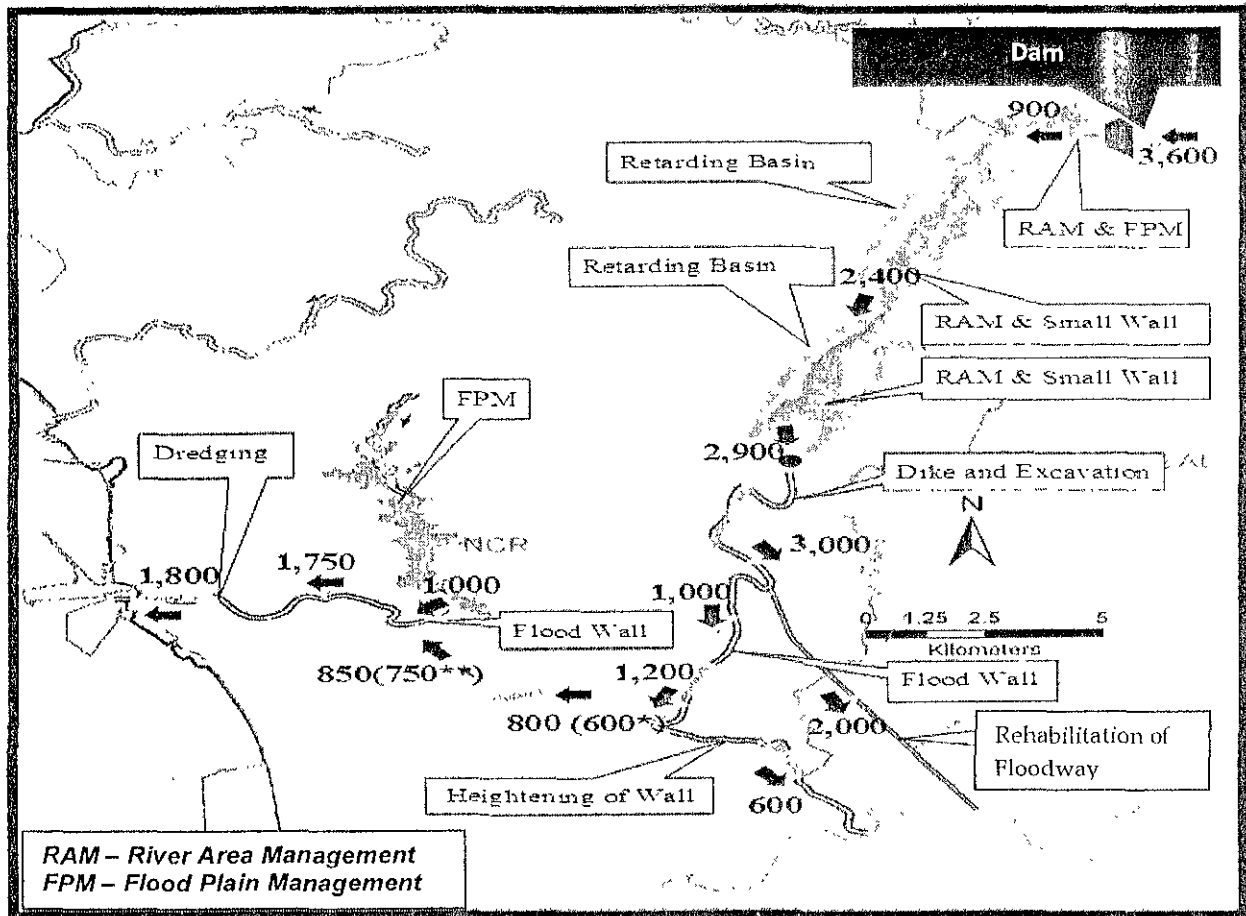 Dam
900
3,600
Retarding Basin
RAM & FPM
Retarding Basin
2,400
RAM & Small Wall
RAM & Small Wall
FPM
2,900
Dredging
Dike and Excavation
N
NCR
3,000
1,750
1,800
1,000
1,000
0 1.25 2.5 5
Kilometers
Flood Wall
850(750**)
1,200
Flood Wall
800 (600*)
2,000
Rehabilitation of
Floodway
Heightening of Wall
600
RAM – River Area Management
FPM – Flood Plain Management